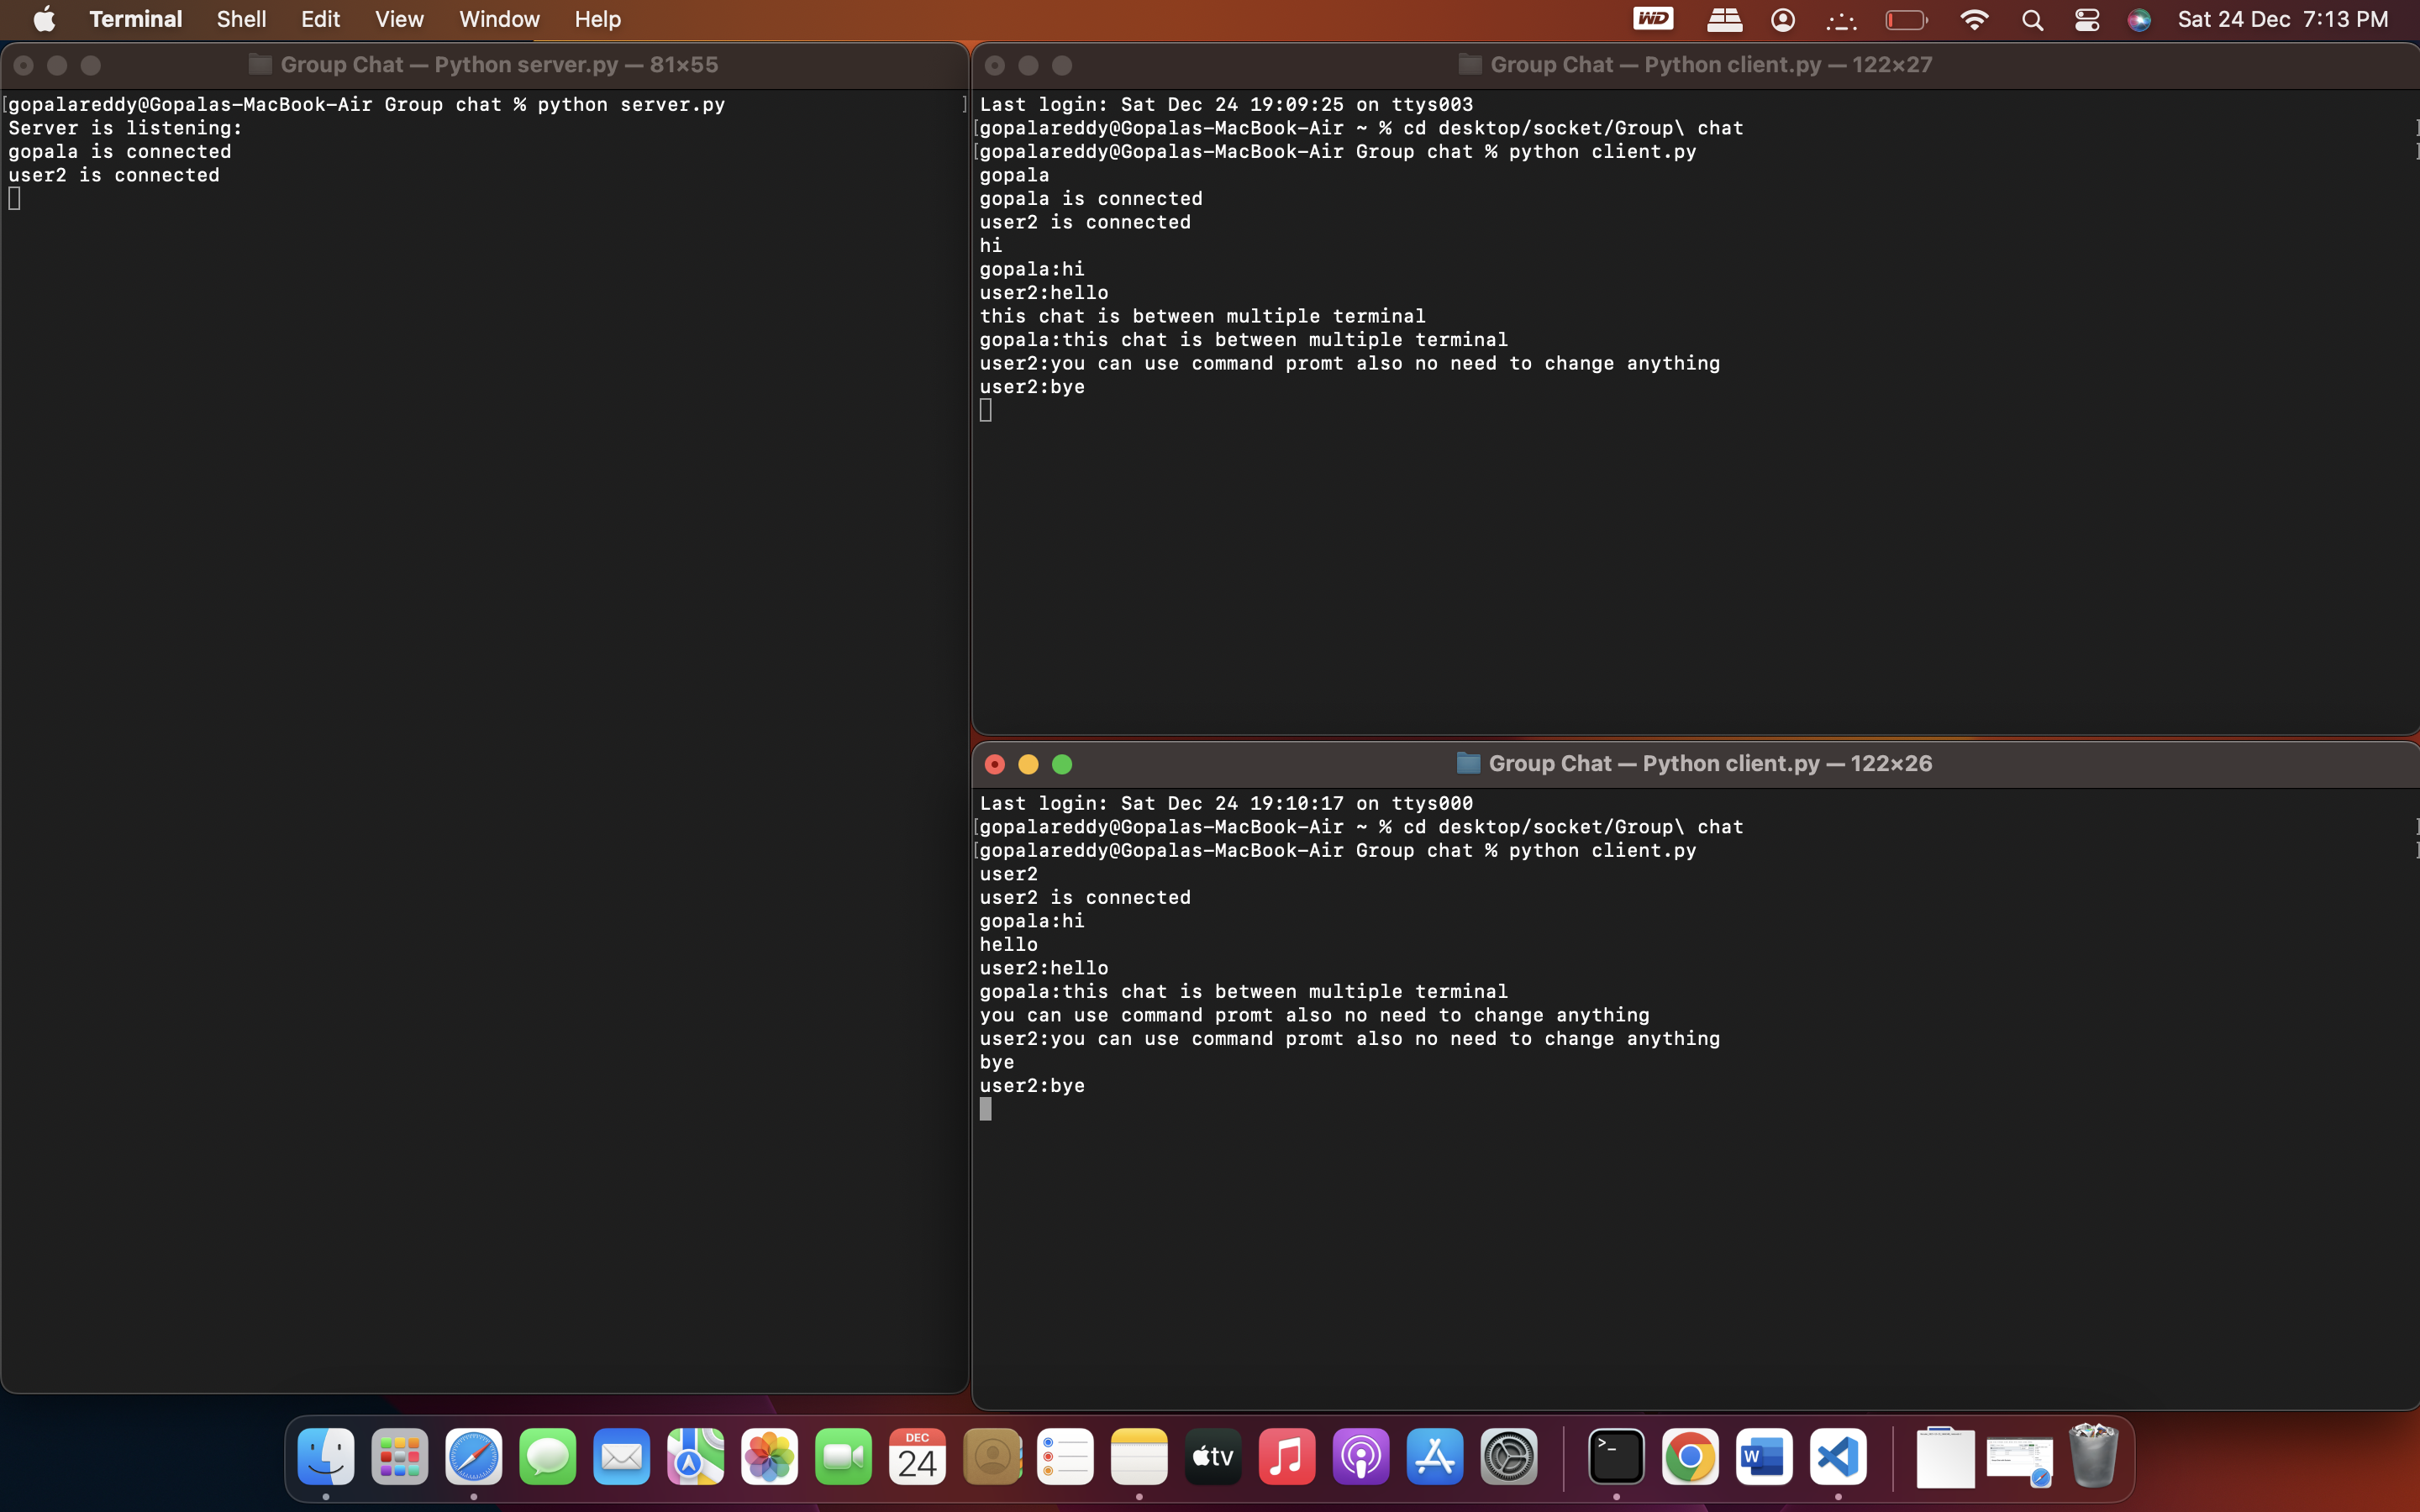 Terminal Shell Edit View Window Help
WD
Sat 24 Dec 7:13 PM
Group Chat — Python server.py — 81×55
[gopalareddy@Gopalas-MacBook-Air Group chat % python server.py ]
Server is listening:
gopala is connected
user2 is connected
Group Chat — Python client.py — 122×27
Last login: Sat Dec 24 19:09:25 on ttys003
[gopalareddy@Gopalas-MacBook-Air ~ % cd desktop/socket/Group\ chat ]
[gopalareddy@Gopalas-MacBook-Air Group chat % python client.py ]
gopala
gopala is connected
user2 is connected
hi
gopala:hi
user2:hello
this chat is between multiple terminal
gopala:this chat is between multiple terminal
user2:you can use command promt also no need to change anything
user2:bye
Group Chat — Python client.py — 122×26
Last login: Sat Dec 24 19:10:17 on ttys000
[gopalareddy@Gopalas-MacBook-Air ~ % cd desktop/socket/Group\ chat ]
[gopalareddy@Gopalas-MacBook-Air Group chat % python client.py ]
user2
user2 is connected
gopala:hi
hello
user2:hello
gopala:this chat is between multiple terminal
you can use command promt also no need to change anything
user2:you can use command promt also no need to change anything
bye
user2:bye
DEC
24
tv
>_
W